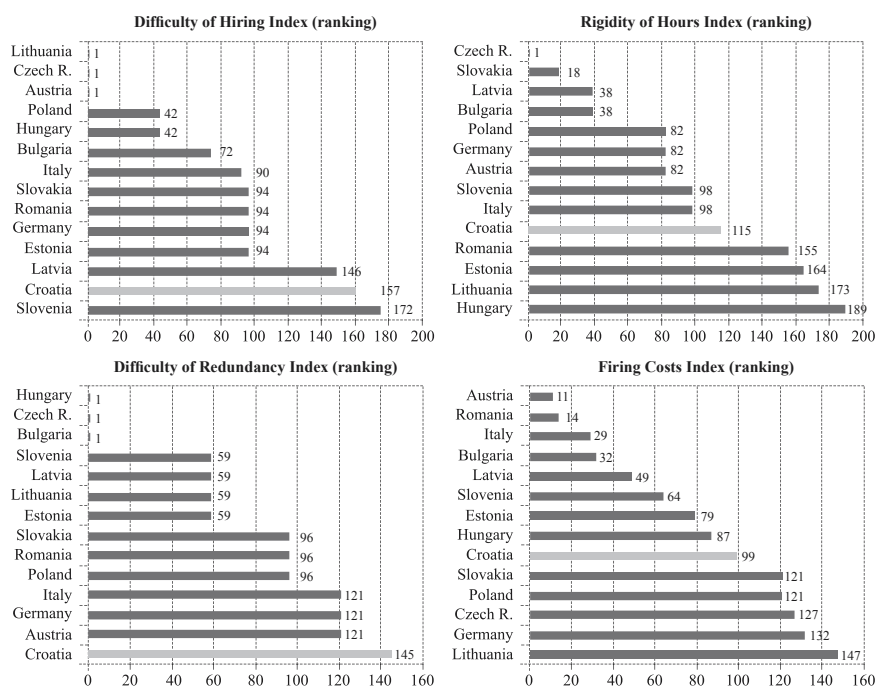 Difficulty of Hiring Index (ranking)
Lithuania 1
Czech R. 1
Austria 1
Poland 42
Hungary 42
Bulgaria 72
Italy 90
Slovakia 94
Romania 94
Germany 94
Estonia 94
Latvia 146
Croatia 157
Slovenia 172
0 20 40 60 80 100 120 140 160 180 200
Rigidity of Hours Index (ranking)
Czech R. 1
Slovakia 18
Latvia 38
Bulgaria 38
Poland 82
Germany 82
Austria 82
Slovenia 98
Italy 98
Croatia 115
Romania 155
Estonia 164
Lithuania 173
Hungary 189
0 20 40 60 80 100 120 140 160 180 200
Difficulty of Redundancy Index (ranking)
Hungary 1
Czech R. 1
Bulgaria 1
Slovenia 59
Latvia 59
Lithuania 59
Estonia 59
Slovakia 96
Romania 96
Poland 96
Italy 121
Germany 121
Austria 121
Croatia 145
0 20 40 60 80 100 120 140 160
Firing Costs Index (ranking)
Austria 11
Romania 14
Italy 29
Bulgaria 32
Latvia 49
Slovenia 64
Estonia 79
Hungary 87
Croatia 99
Slovakia 121
Poland 121
Czech R. 127
Germany 132
Lithuania 147
0 20 40 60 80 100 120 140 160